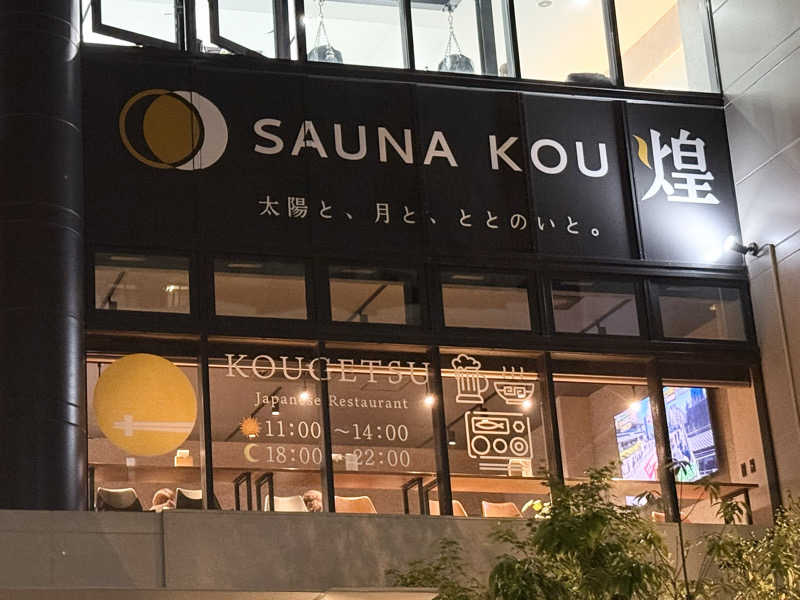 SAUNA KOU 煌
太陽と、月と、ととのいと。
KOUGETSU
Japanese Restaurant
11:00 ～14:00
18:00 ～22:00